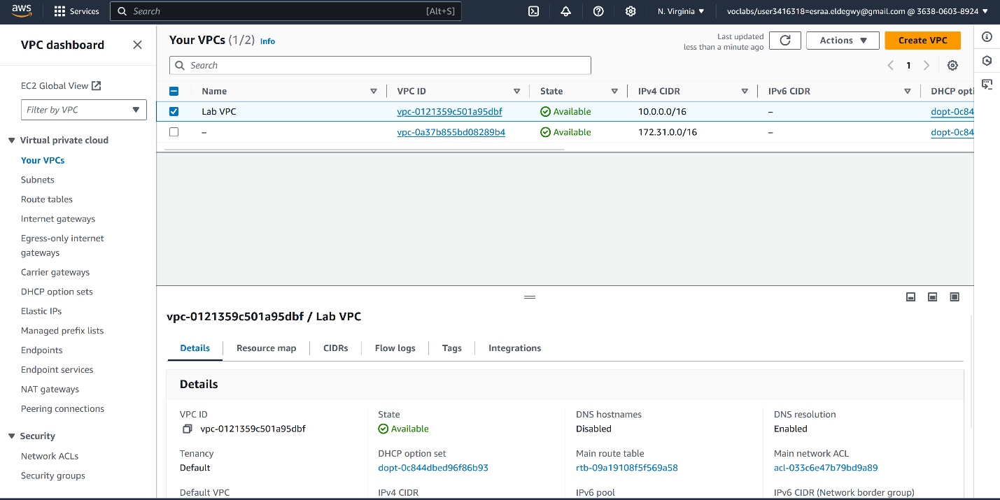 aws Services Search [Alt+S] N. Virginia voclabs/user3416318=esraa.eldegwy@gmail.com @ 3638-0603-8924
VPC dashboard
EC2 Global View
Filter by VPC
Virtual private cloud
Your VPCs
Subnets
Route tables
Internet gateways
Egress-only internet
gateways
Carrier gateways
DHCP option sets
Elastic IPs
Managed prefix lists
Endpoints
Endpoint services
NAT gateways
Peering connections
Security
Network ACLs
Security groups
Your VPCs (1/2) Info
Last updated
less than a minute ago
Actions
Create VPC
Search
1
Name VPC ID State IPv4 CIDR IPv6 CIDR DHCP opti
Lab VPC vpc-0121359c501a95dbf Available 10.0.0.0/16 – dopt-0c84
– vpc-0a37b855bd08289b4 Available 172.31.0.0/16 – dopt-0c84
vpc-0121359c501a95dbf / Lab VPC
Details Resource map CIDRs Flow logs Tags Integrations
Details
VPC ID State DNS hostnames DNS resolution
vpc-0121359c501a95dbf Available Disabled Enabled
Tenancy DHCP option set Main route table Main network ACL
Default dopt-0c844dbed96f86b93 rtb-09a19108f5f569a58 acl-033c6e47b79bd9a89
Default VPC IPv4 CIDR IPv6 pool IPv6 CIDR (Network border group)